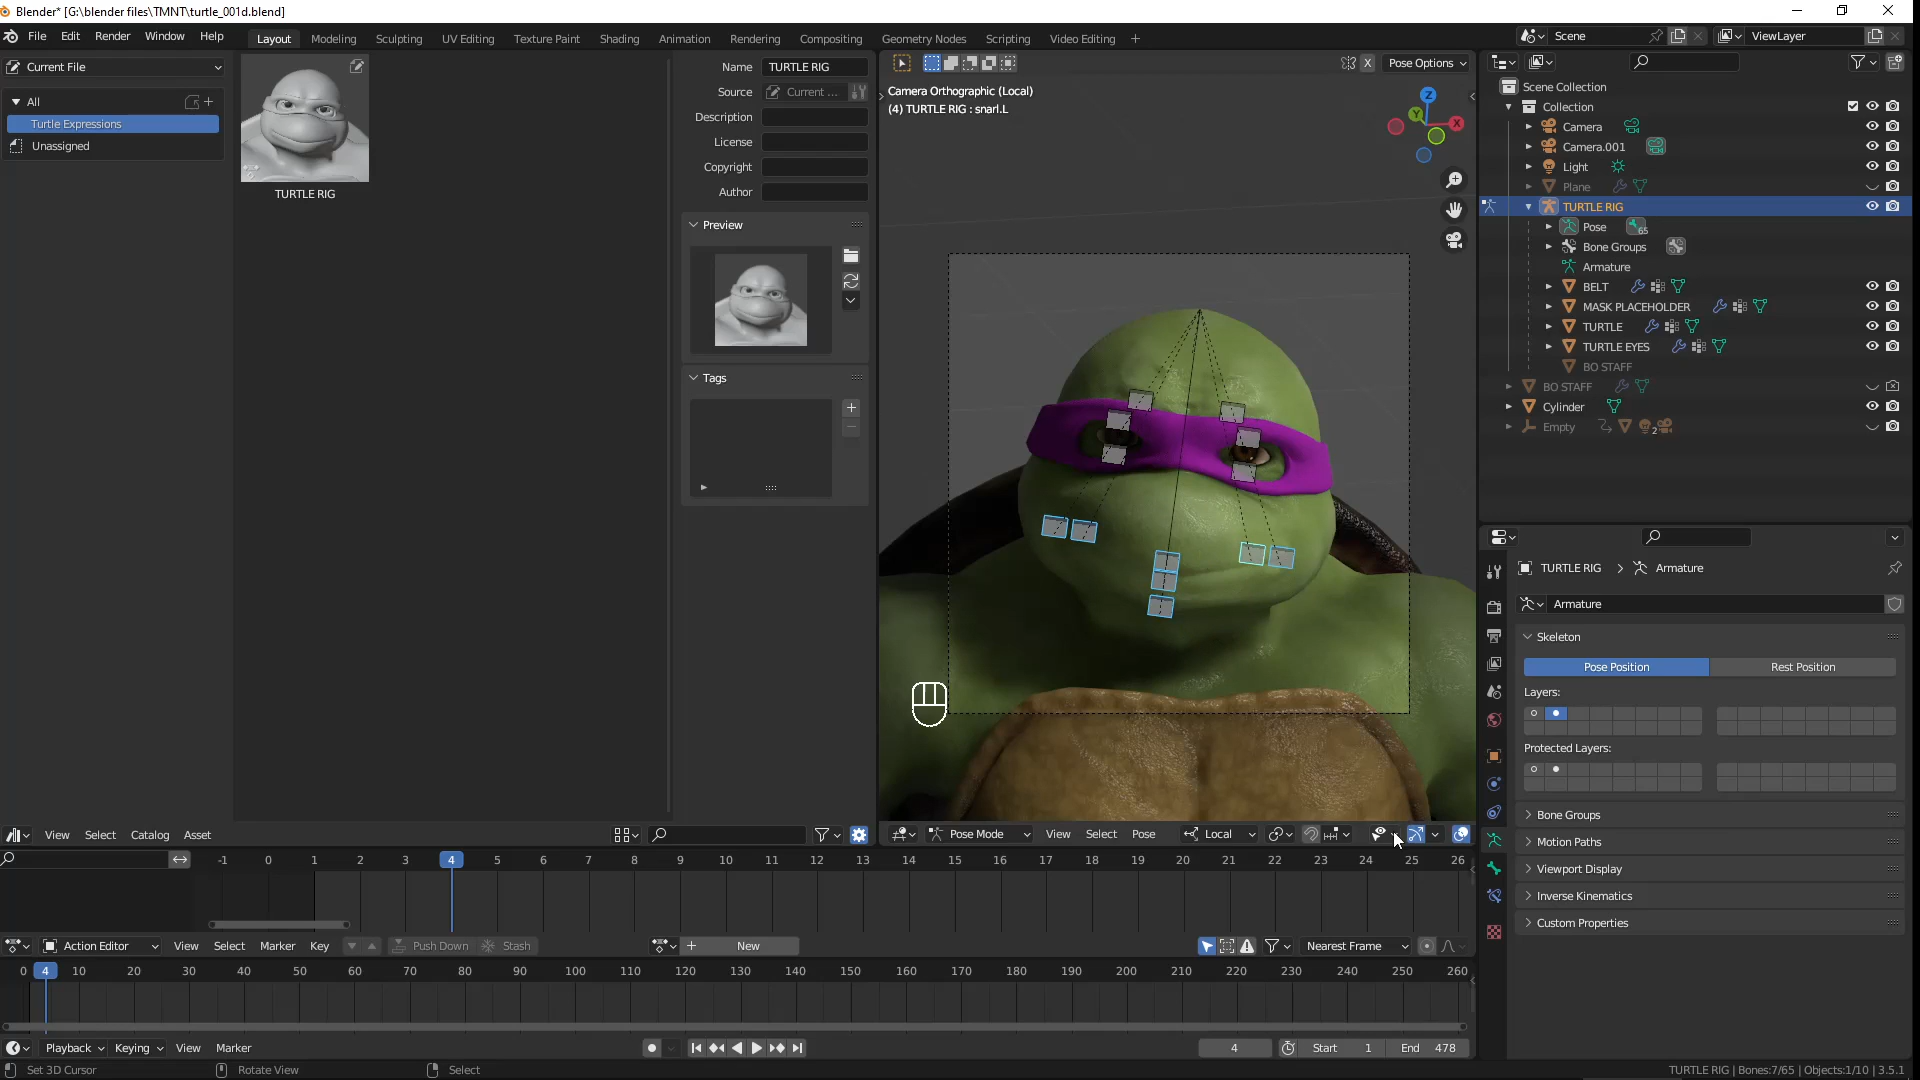 Blender* [G:\blender files\TMNT\turtle_001d.blend]
File Edit Render Window Help Layout Modeling Sculpting UV Editing Texture Paint Shading Animation Rendering Compositing Geometry Nodes Scripting Video Editing + Scene ViewLayer
Current File
All
Turtle Expressions
Unassigned
TURTLE RIG
Name TURTLE RIG
Source Current ...
Description
License
Copyright
Author
Preview
Tags
View Select Catalog Asset
X Pose Options
Camera Orthographic (Local)
(4) TURTLE RIG : snarl.L
Z
Y
X
Pose Mode View Select Pose Local
Scene Collection
Collection
Camera
Camera.001
Light
Plane
TURTLE RIG
Pose 65
Bone Groups
Armature
BELT
MASK PLACEHOLDER
TURTLE
TURTLE EYES
BO STAFF
BO STAFF
Cylinder
Empty 2
TURTLE RIG > Armature
Armature
Skeleton
Pose Position Rest Position
Layers:
Protected Layers:
Bone Groups
Motion Paths
Viewport Display
Inverse Kinematics
Custom Properties
-1 0 1 2 3 4 5 6 7 8 9 10 11 12 13 14 15 16 17 18 19 20 21 22 23 24 25 26
Action Editor View Select Marker Key Push Down Stash + New Nearest Frame
0 4 10 20 30 40 50 60 70 80 90 100 110 120 130 140 150 160 170 180 190 200 210 220 230 240 250 260
Playback Keying View Marker 4 Start 1 End 478
Set 3D Cursor Rotate View Select TURTLE RIG | Bones:7/65 | Objects:1/10 | 3.5.1